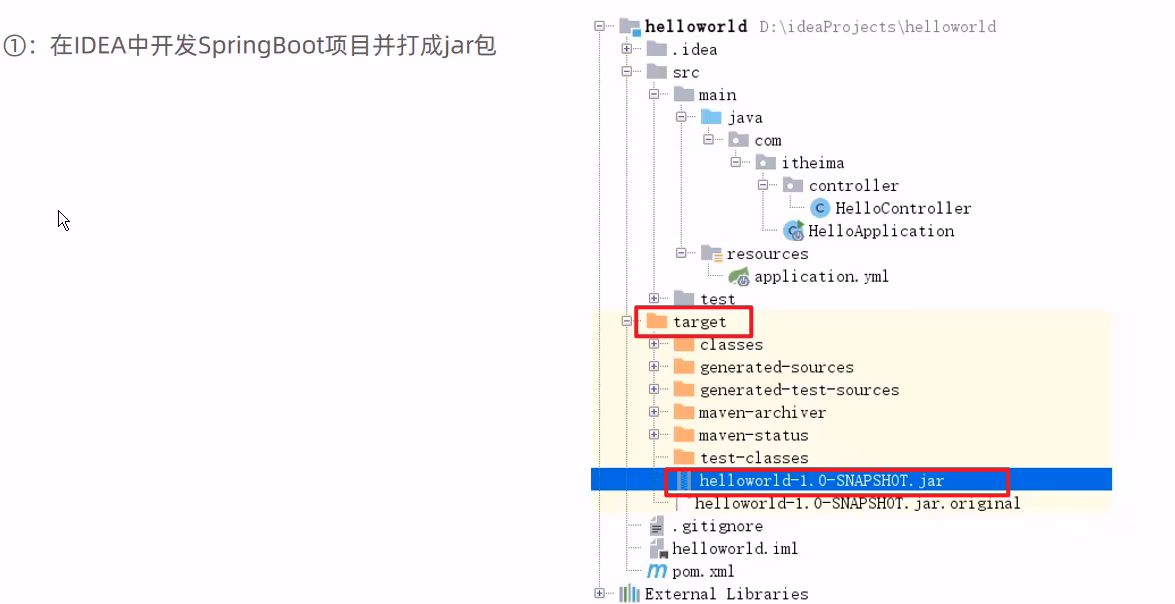 ①：在IDEA中开发SpringBoot项目并打成jar包
helloworld D:\ideaProjects\helloworld
.idea
src
main
java
com
itheima
controller
HelloController
HelloApplication
resources
application.yml
test
target
classes
generated-sources
generated-test-sources
maven-archiver
maven-status
test-classes
helloworld-1.0-SNAPSHOT.jar
helloworld-1.0-SNAPSHOT.jar.original
.gitignore
helloworld.iml
pom.xml
External Libraries